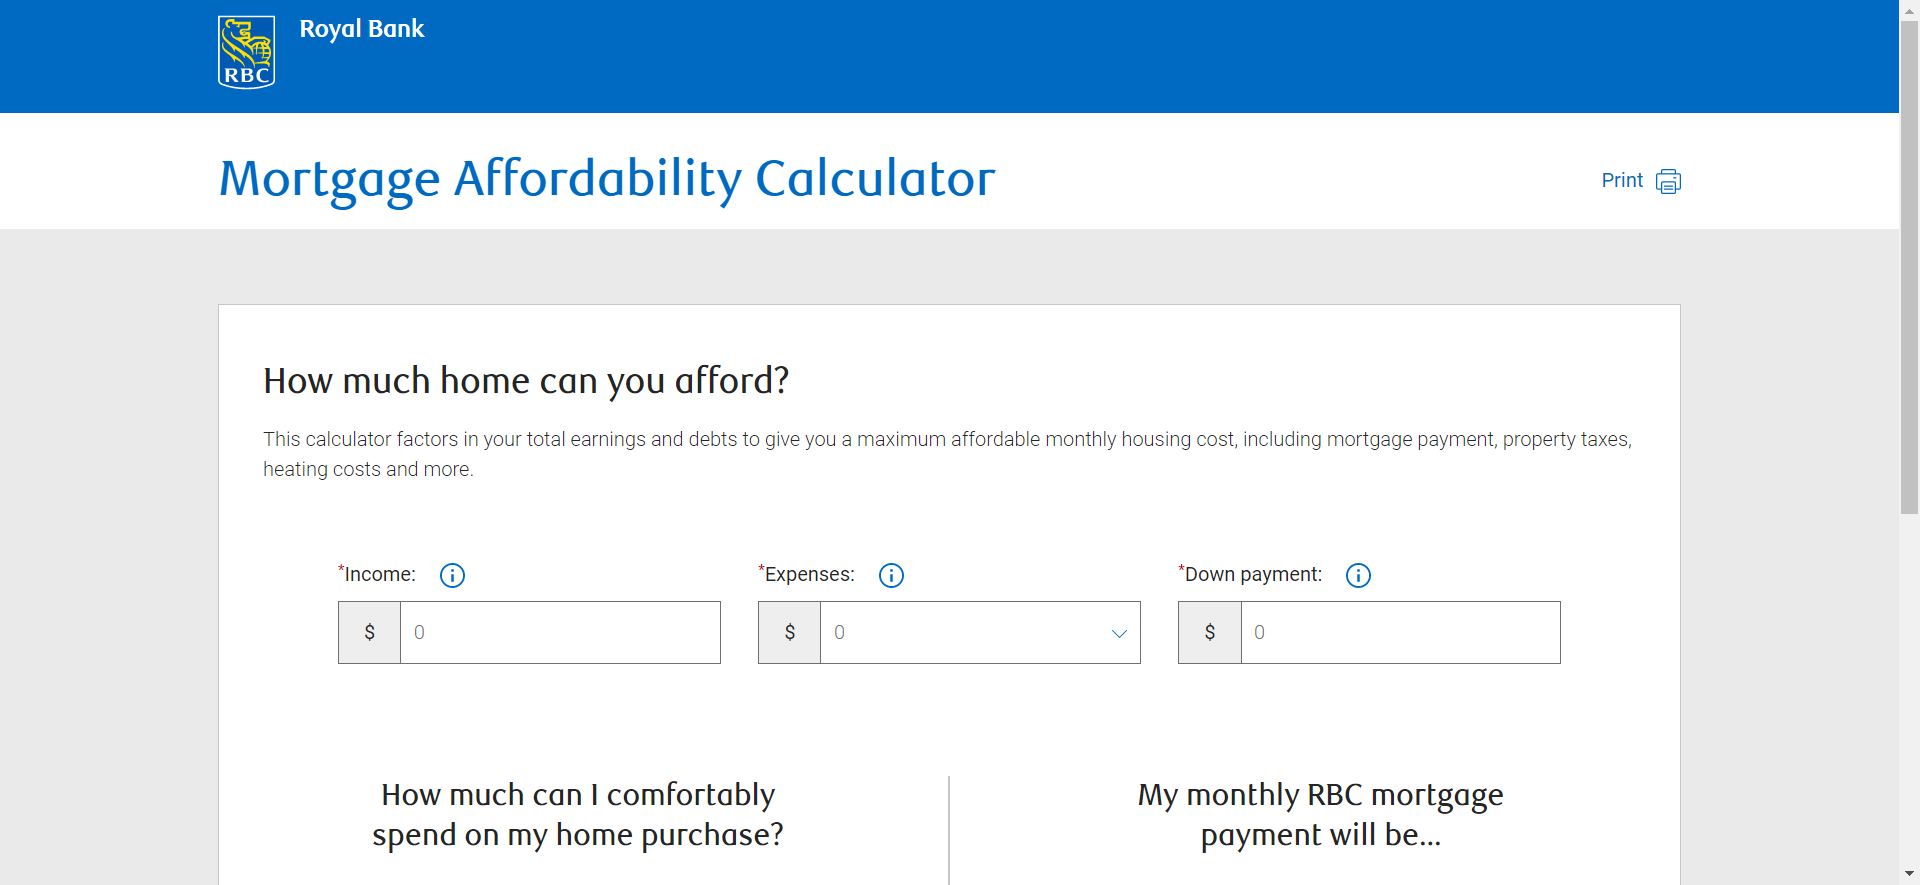 RBC
Royal Bank
Mortgage Affordability Calculator
Print
How much home can you afford?
This calculator factors in your total earnings and debts to give you a maximum affordable monthly housing cost, including mortgage payment, property taxes,
heating costs and more.
*Income:
$ 0
*Expenses:
$ 0
*Down payment:
$ 0
How much can I comfortably
spend on my home purchase?
My monthly RBC mortgage
payment will be...